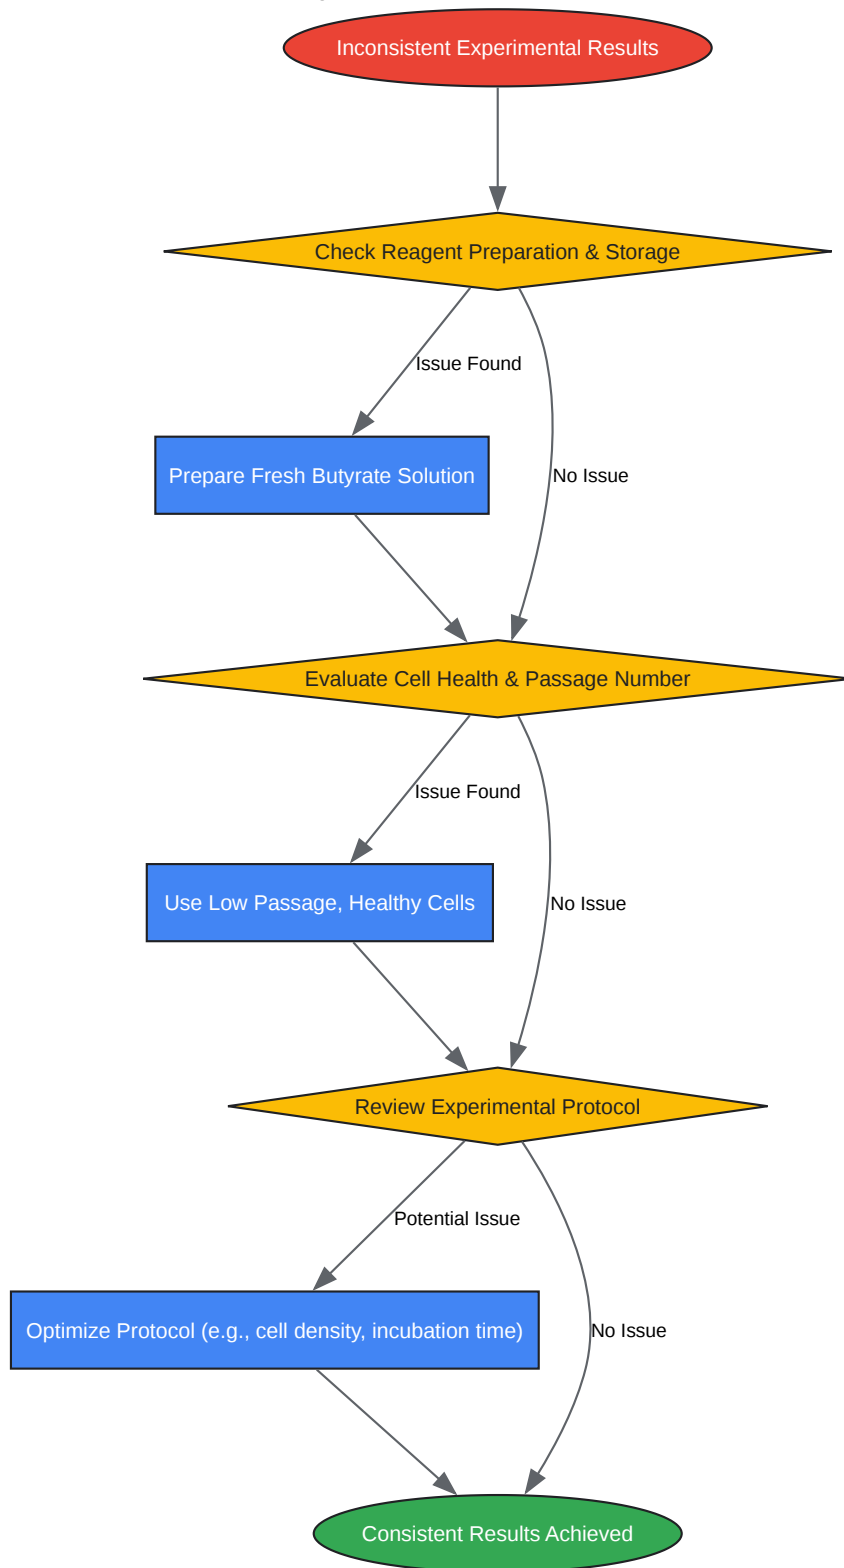 Inconsistent Experimental Results
Check Reagent Preparation & Storage
Issue Found
Prepare Fresh Butyrate Solution
No Issue
Evaluate Cell Health & Passage Number
Issue Found
Use Low Passage, Healthy Cells
No Issue
Review Experimental Protocol
Potential Issue
Optimize Protocol (e.g., cell density, incubation time)
No Issue
Consistent Results Achieved